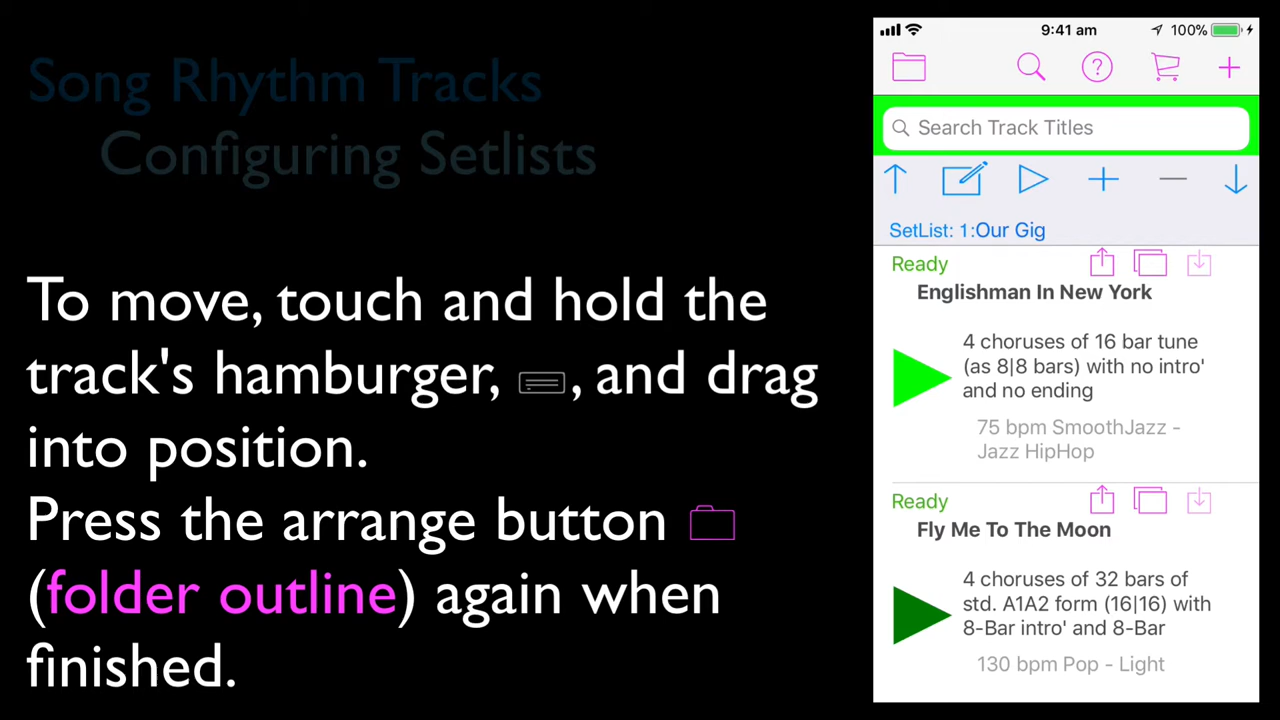 Song Rhythm Tracks
Configuring Setlists
To move, touch and hold the
track's hamburger, , and drag
into position.
Press the arrange button
(folder outline) again when
finished.
9:41 am
100%
Search Track Titles
SetList: 1:Our Gig
Ready
Englishman In New York
4 choruses of 16 bar tune
(as 8|8 bars) with no intro'
and no ending
75 bpm SmoothJazz -
Jazz HipHop
Ready
Fly Me To The Moon
4 choruses of 32 bars of
std. A1A2 form (16|16) with
8-Bar intro' and 8-Bar
130 bpm Pop - Light